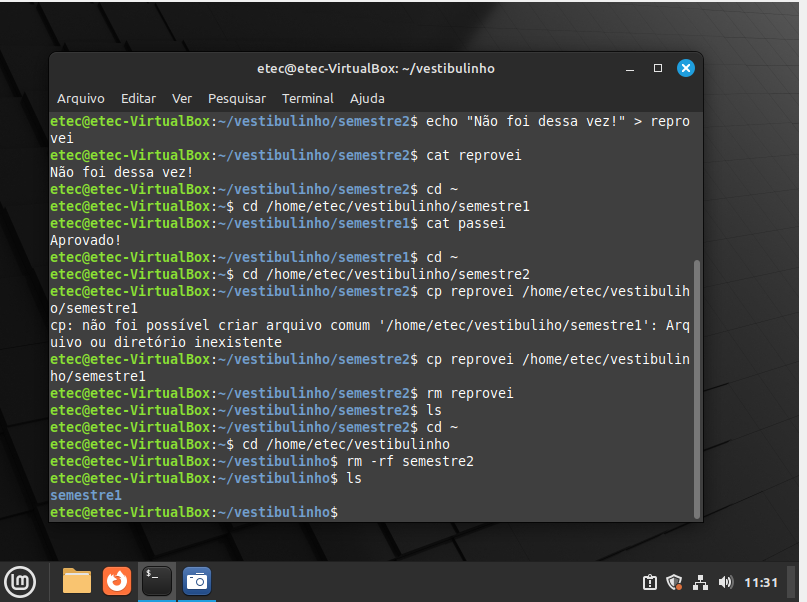 etec@etec-VirtualBox: ~/vestibulinho
Arquivo Editar Ver Pesquisar Terminal Ajuda
etec@etec-VirtualBox:~/vestibulinho/semestre2$ echo "Não foi dessa vez!" > repro
vei
etec@etec-VirtualBox:~/vestibulinho/semestre2$ cat reprovei
Não foi dessa vez!
etec@etec-VirtualBox:~/vestibulinho/semestre2$ cd ~
etec@etec-VirtualBox:~$ cd /home/etec/vestibulinho/semestre1
etec@etec-VirtualBox:~/vestibulinho/semestre1$ cat passei
Aprovado!
etec@etec-VirtualBox:~/vestibulinho/semestre1$ cd ~
etec@etec-VirtualBox:~$ cd /home/etec/vestibulinho/semestre2
etec@etec-VirtualBox:~/vestibulinho/semestre2$ cp reprovei /home/etec/vestibulih
o/semestre1
cp: não foi possível criar arquivo comum '/home/etec/vestibuliho/semestre1': Arq
uivo ou diretório inexistente
etec@etec-VirtualBox:~/vestibulinho/semestre2$ cp reprovei /home/etec/vestibulin
ho/semestre1
etec@etec-VirtualBox:~/vestibulinho/semestre2$ rm reprovei
etec@etec-VirtualBox:~/vestibulinho/semestre2$ ls
etec@etec-VirtualBox:~/vestibulinho/semestre2$ cd ~
etec@etec-VirtualBox:~$ cd /home/etec/vestibulinho
etec@etec-VirtualBox:~/vestibulinho$ rm -rf semestre2
etec@etec-VirtualBox:~/vestibulinho$ ls
semestre1
etec@etec-VirtualBox:~/vestibulinho$
11:31